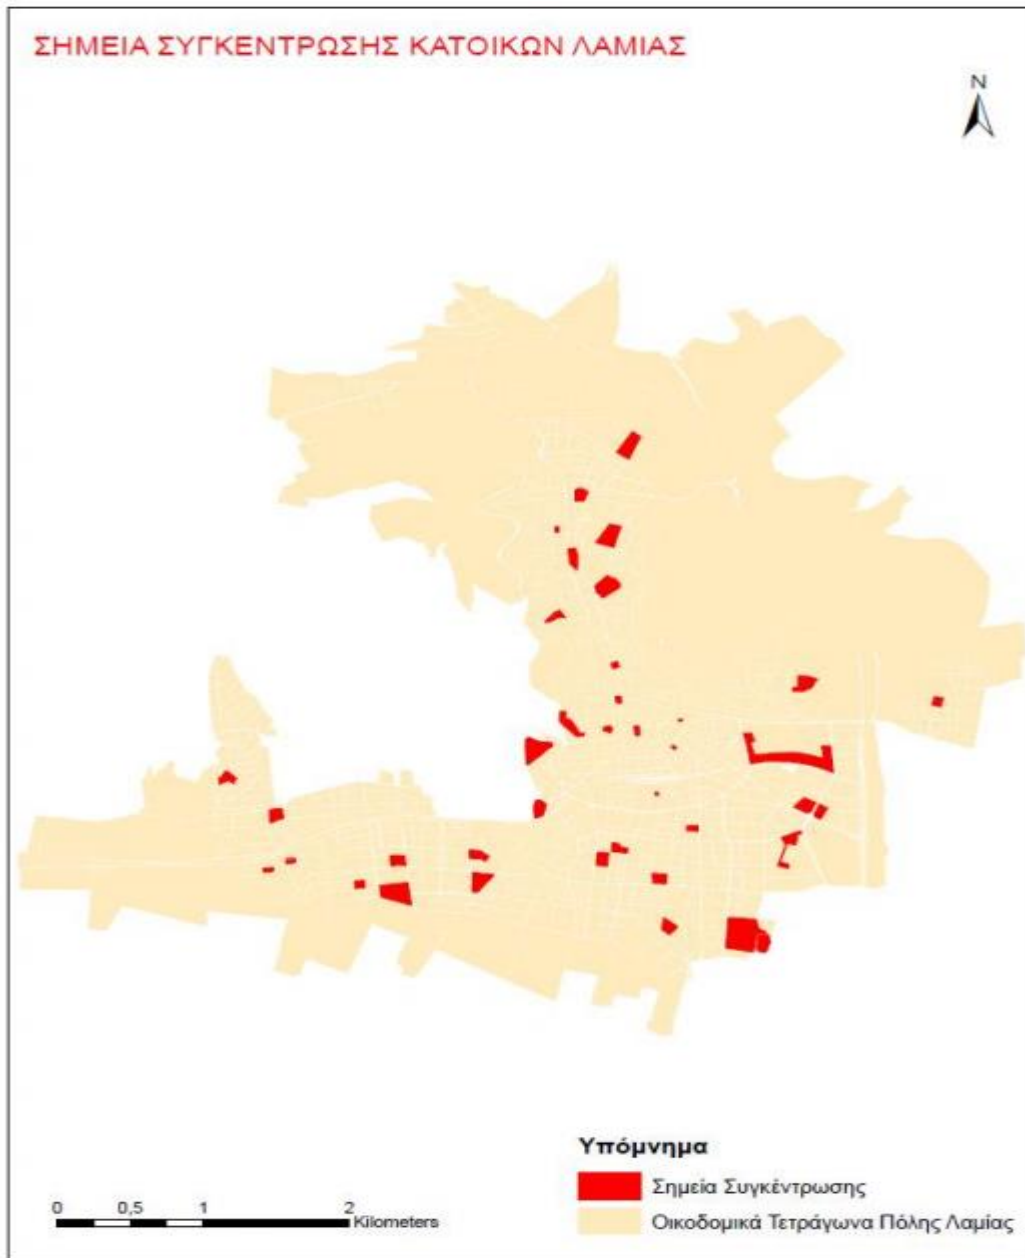 ΣΗΜΕΙΑ ΣΥΓΚΕΝΤΡΩΣΗΣ ΚΑΤΟΙΚΩΝ ΛΑΜΙΑΣ
N
Υπόμνημα
Σημεία Συγκέντρωσης
Οικοδομικά Τετράγωνα Πόλης Λαμίας
0 0,5 1 2
Kilometers